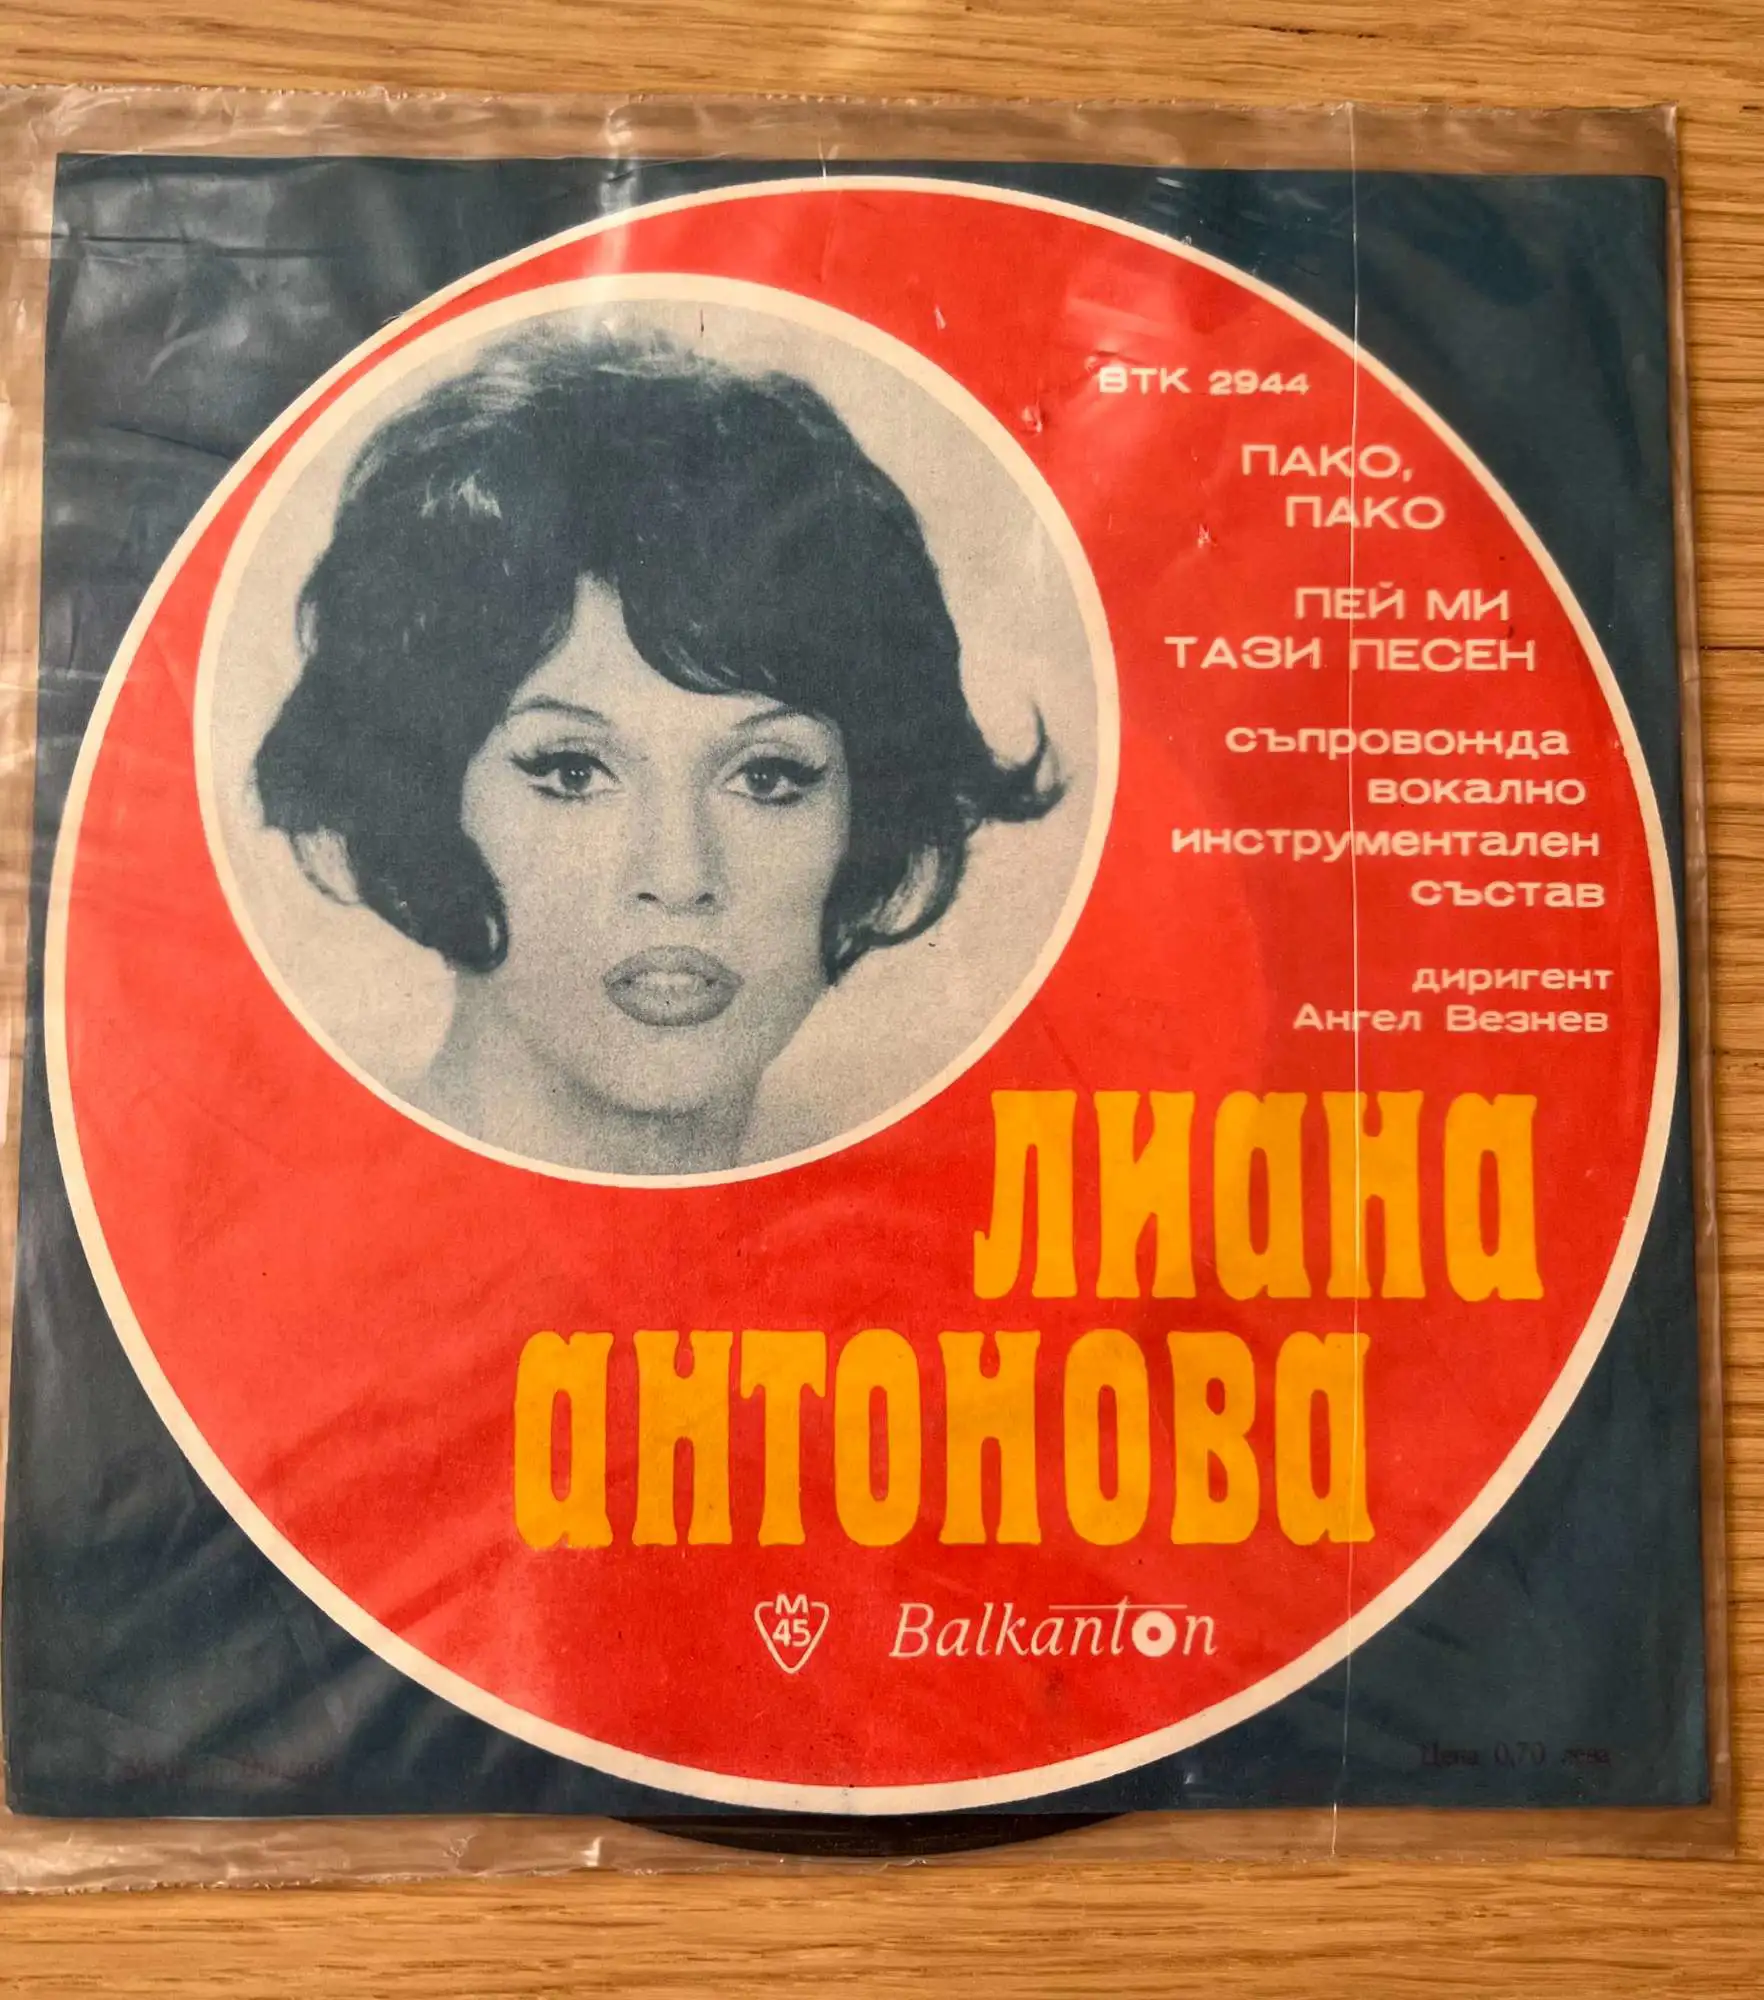 ВТК 2944
ПАКО,
ПАКО
ПЕЙ МИ
ТАЗИ ПЕСЕН
съпровожда
вокално
инструментален
състав
диригент
Ангел Везнев
ЛИАНА
АНТОНОВА
М
45
Balkanton
Цена 0,70 лева